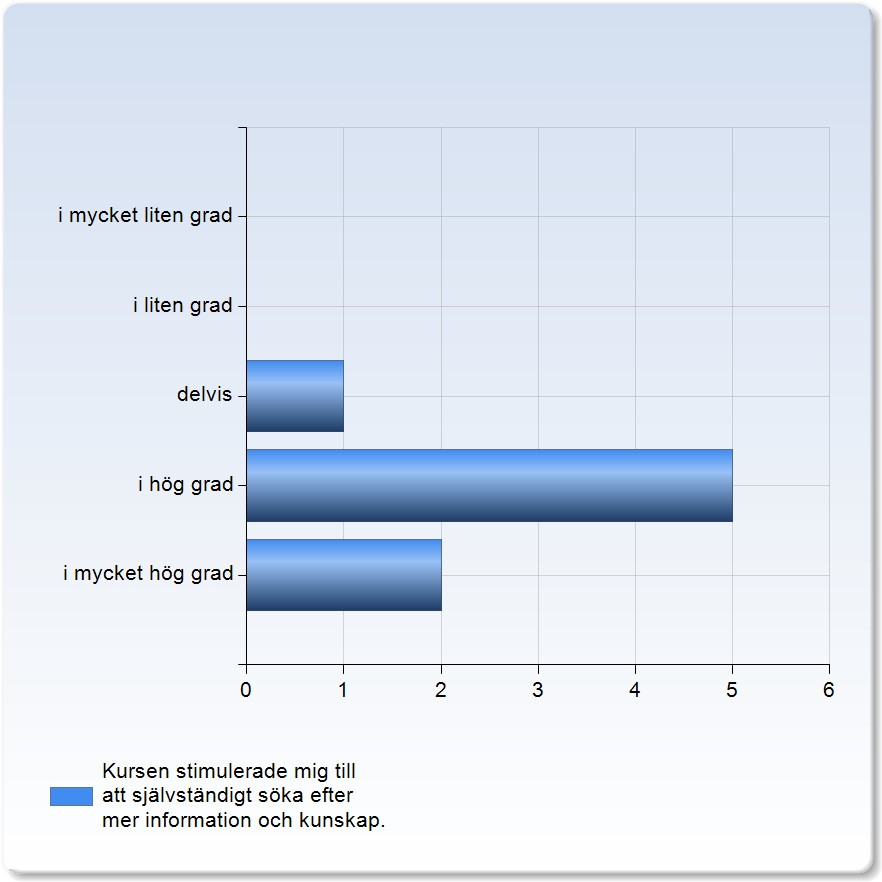 i mycket liten grad
i liten grad
delvis
i hög grad
i mycket hög grad
0 1 2 3 4 5 6
Kursen stimulerade mig till
att självständigt söka efter
mer information och kunskap.